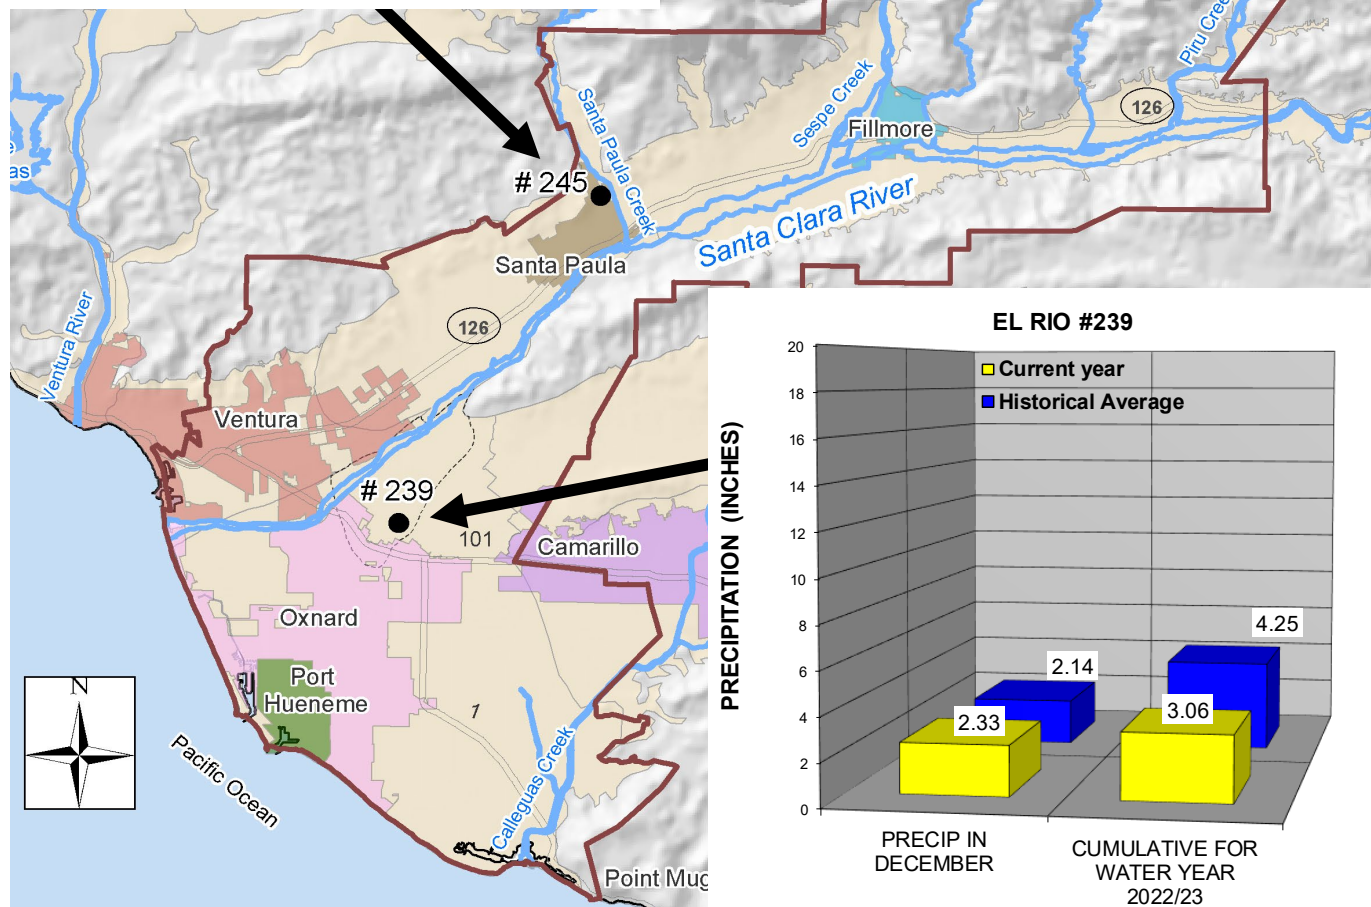 Piru Cree
126
Santa Paula Creek
Sespe Creek
Fillmore
as
# 245
Santa Clara River
Santa Paula
Ventura River
126
Ventura
# 239
101
Camarillo
Oxnard
Port
Hueneme
1
N
Pacific Ocean
Calleguas Creek
Point Mug
EL RIO #239
PRECIPITATION (INCHES)
20
18
16
14
12
10
8
6
4
2
0
Current year
Historical Average
2.33
2.14
3.06
4.25
PRECIP IN
DECEMBER
CUMULATIVE FOR
WATER YEAR
2022/23